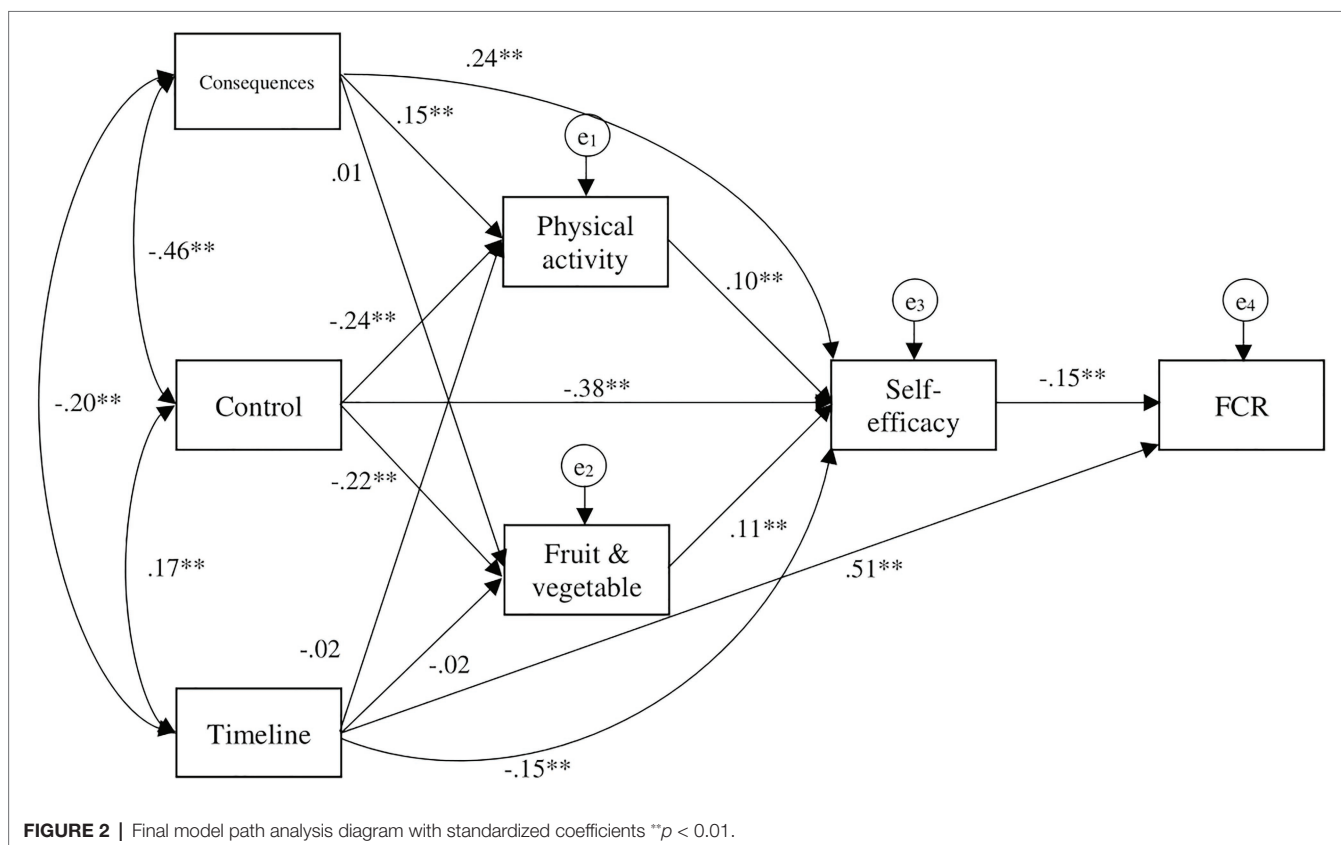 Consequences
.24**
.15**
e1
.01
Physical
activity
-.46**
.10**
-.24**
e3
e4
-.20**
Control
-.38**
Self-
efficacy
-.15**
FCR
-.22**
e2
.17**
Fruit &
vegetable
.11**
.51**
-.02
-.02
Timeline
-.15**
FIGURE 2 | Final model path analysis diagram with standardized coefficients **p < 0.01.